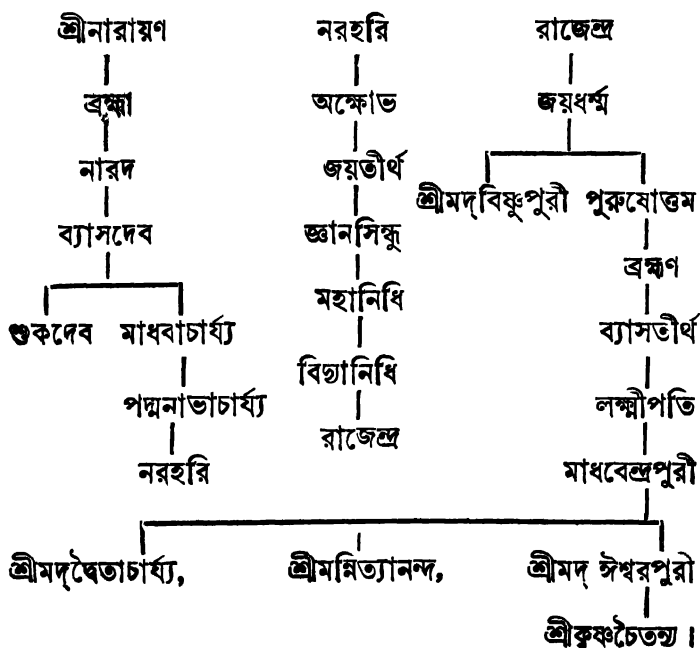 শ্রীনারায়ণ নরহরি রাজেন্দ্র
ব্রহ্মা অক্ষোভ জয়ধর্ম্ম
নারদ জয়তীর্থ
শ্রীমদ্‌বিষ্ণুপুরী পুরুষোত্তম
ব্যাসদেব জ্ঞানসিন্ধু
ব্রহ্মণ
মহানিধি
শুকদেব মাধবাচার্য্য ব্যাসতীর্থ
বিদ্যানিধি
পদ্মনাভাচার্য্য লক্ষ্মীপতি
রাজেন্দ্র
নরহরি মাধবেন্দ্রপুরী
শ্রীমদ্‌দ্বৈতাচার্য্য, শ্রীমন্নিত্যানন্দ, শ্রীমদ্ ঈশ্বরপুরী
শ্রীকৃষ্ণচৈতন্য।